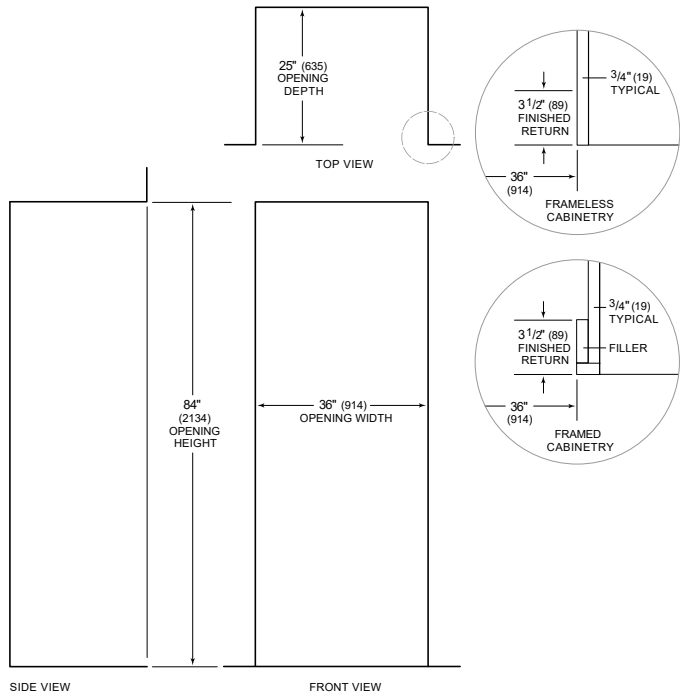 25" (635)
OPENING
DEPTH
TOP VIEW
3/4" (19)
TYPICAL
3 1/2" (89)
FINISHED
RETURN
36"
(914)
FRAMELESS
CABINETRY
3/4" (19)
TYPICAL
3 1/2" (89)
FINISHED
RETURN
FILLER
36"
(914)
FRAMED
CABINETRY
84"
(2134)
OPENING
HEIGHT
36" (914)
OPENING WIDTH
SIDE VIEW
FRONT VIEW